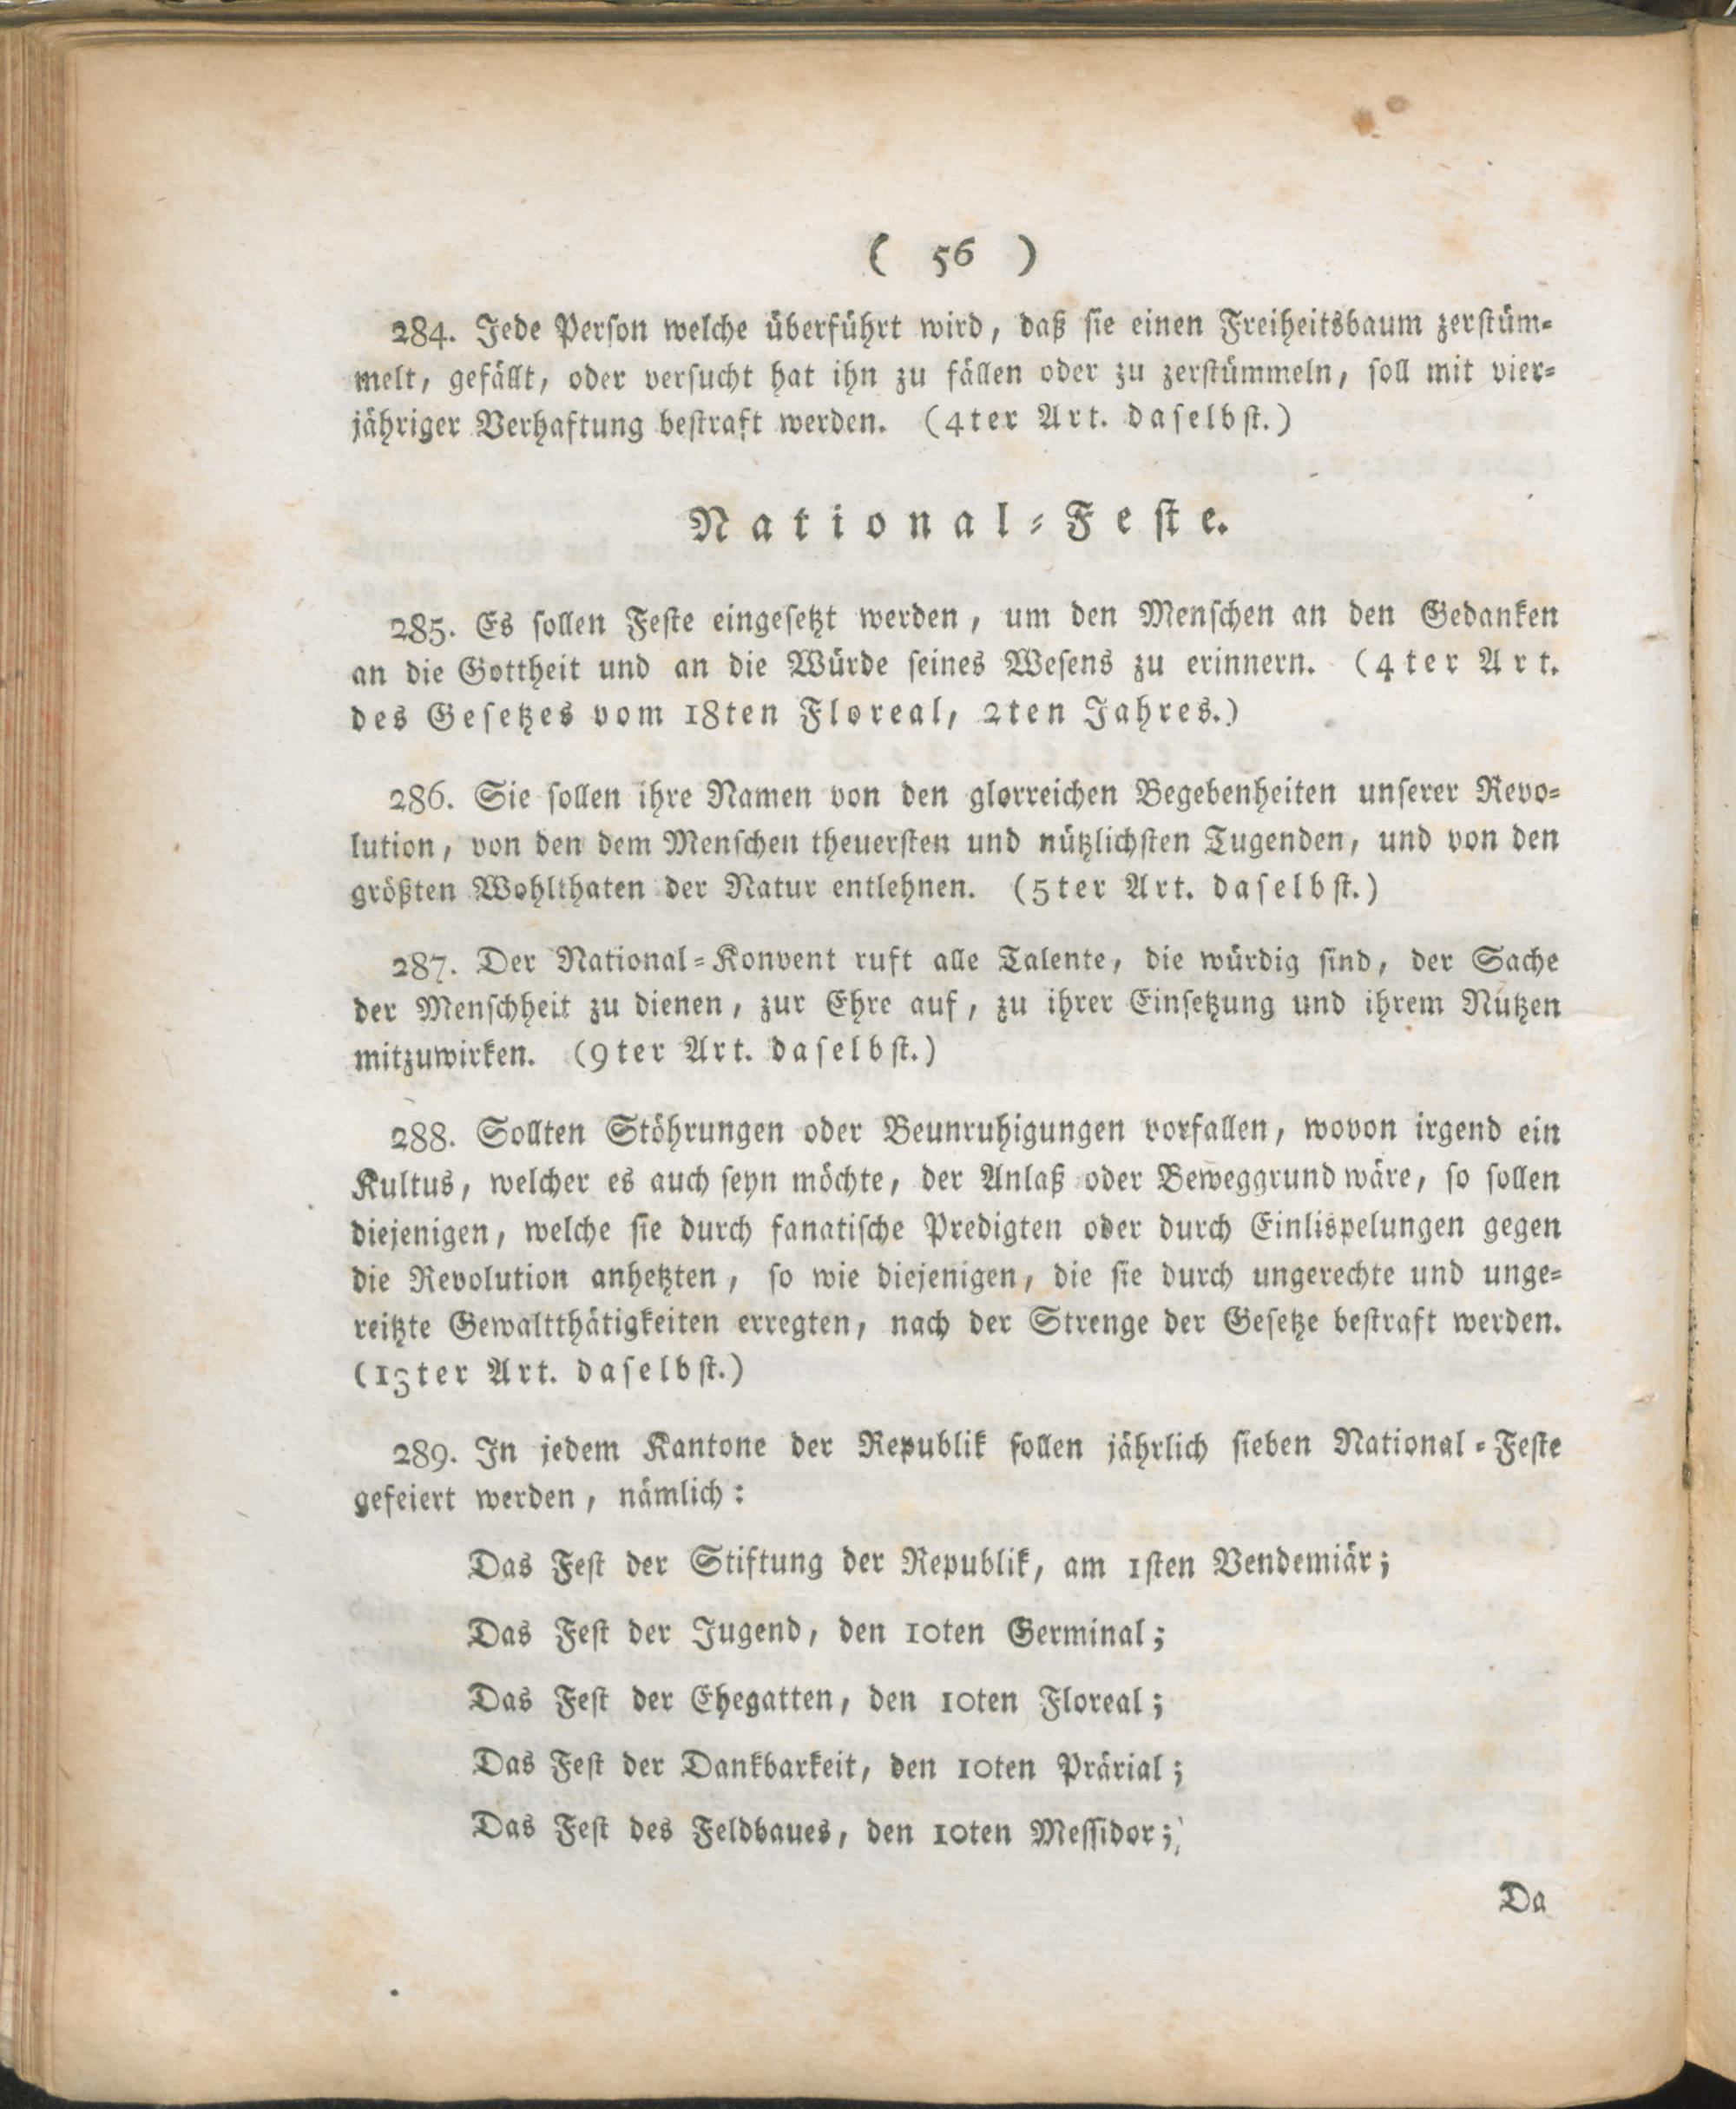 ( 56 )
284. Jede Person welche überführt wird, daß sie einen Freiheitsbaum zerstüm-
melt, gefällt, oder versucht hat ihn zu fällen oder zu zerstümmeln, soll mit vier-
jähriger Verhaftung bestraft werden. (4ter Art. daselbst.)
National-Feste.
285. Es sollen Feste eingesetzt werden, um den Menschen an den Gedanken
an die Gottheit und an die Würde seines Wesens zu erinnern. (4ter Art.
des Gesetzes vom 18ten Floreal, 2ten Jahres.)
286. Sie sollen ihre Namen von den glorreichen Begebenheiten unserer Revo-
lution, von den dem Menschen theuersten und nützlichsten Tugenden, und von den
größten Wohlthaten der Natur entlehnen. (5ter Art. daselbst.)
287. Der National-Konvent ruft alle Talente, die würdig sind, der Sache
der Menschheit zu dienen, zur Ehre auf, zu ihrer Einsetzung und ihrem Nutzen
mitzuwirken. (9ter Art. daselbst.)
288. Sollten Stöhrungen oder Beunruhigungen vorfallen, wovon irgend ein
Kultus, welcher es auch seyn möchte, der Anlaß oder Beweggrund wäre, so sollen
diejenigen, welche sie durch fanatische Predigten oder durch Einlispelungen gegen
die Revolution anhetzten, so wie diejenigen, die sie durch ungerechte und unge-
reitzte Gewaltthätigkeiten erregten, nach der Strenge der Gesetze bestraft werden.
(13ter Art. daselbst.)
289. In jedem Kantone der Republik sollen jährlich sieben National-Feste
gefeiert werden, nämlich:
Das Fest der Stiftung der Republik, am 1sten Vendemiär;
Das Fest der Jugend, den 10ten Germinal;
Das Fest der Ehegatten, den 10ten Floreal;
Das Fest der Dankbarkeit, den 10ten Prärial;
Das Fest des Feldbaues, den 10ten Messidor;
Da